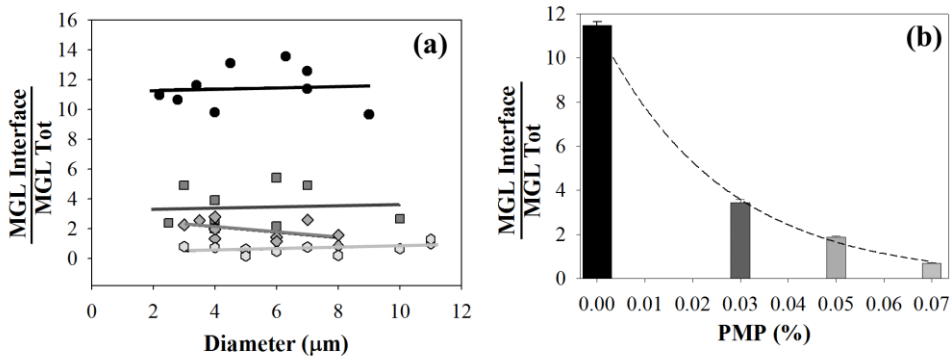 (a)
MGL Interface
MGL Tot
16
14
12
10
8
6
4
2
0
0 2 4 6 8 10 12
Diameter (μm)
(b)
MGL Interface
MGL Tot
12
10
8
6
4
2
0
0.00 0.01 0.02 0.03 0.04 0.05 0.06 0.07
PMP (%)